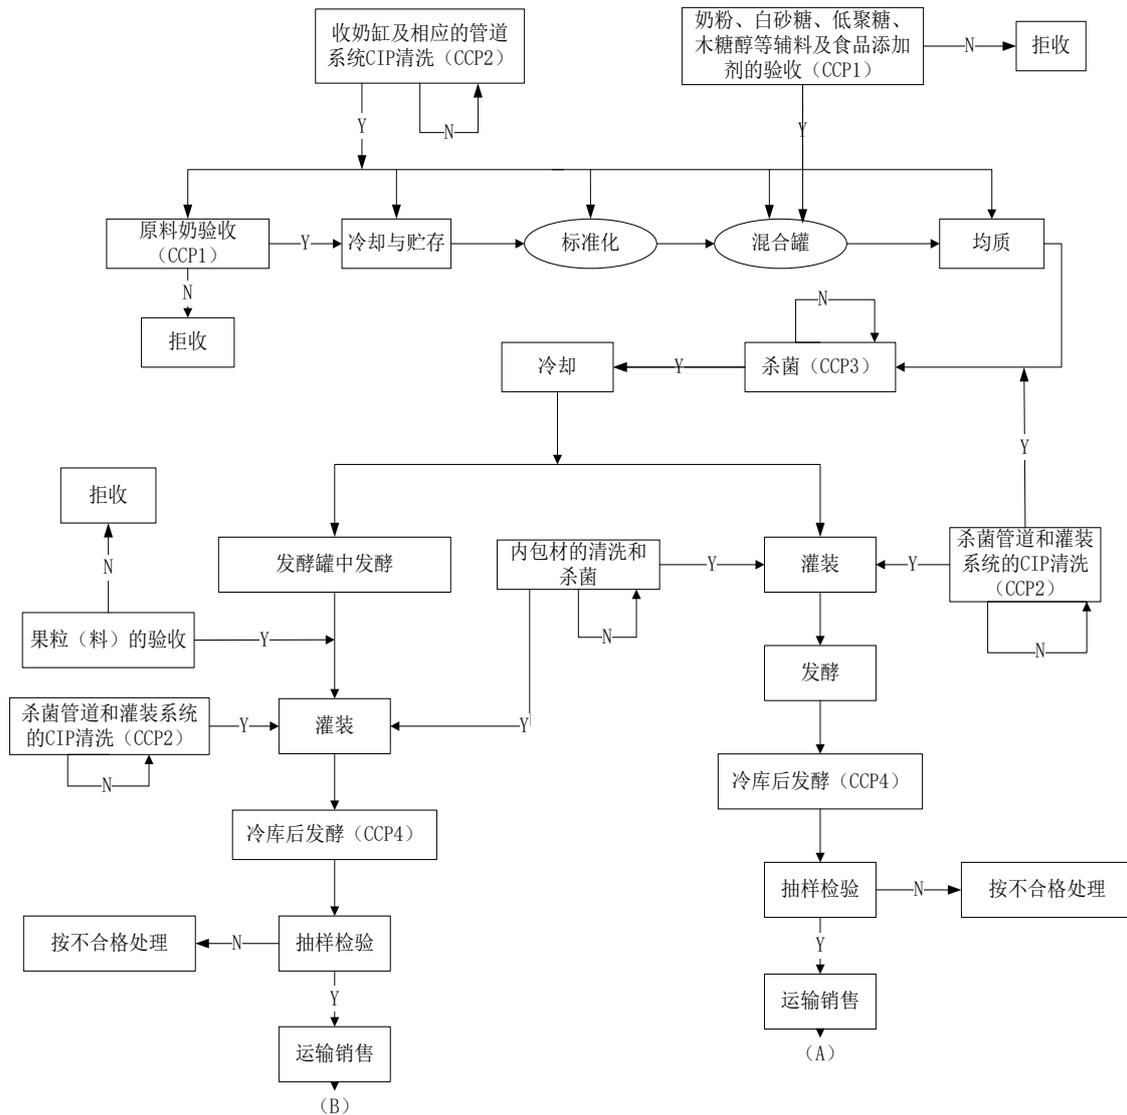 收奶缸及相应的管道
系统CIP清洗（CCP2）
奶粉、白砂糖、低聚糖、
木糖醇等辅料及食品添加
剂的验收（CCP1）
N
拒收
Y
N
Y
原料奶验收
（CCP1）
Y
冷却与贮存
标准化
混合罐
均质
N
拒收
N
冷却
Y
杀菌（CCP3）
Y
拒收
N
发酵罐中发酵
内包材的清洗和
杀菌
Y
灌装
Y
杀菌管道和灌装
系统的CIP清洗
（CCP2）
果粒（料）的验收
Y
N
N
发酵
杀菌管道和灌装系统
的CIP清洗（CCP2）
Y
灌装
Y
N
冷库后发酵（CCP4）
冷库后发酵（CCP4）
抽样检验
N
按不合格处理
按不合格处理
N
抽样检验
Y
Y
运输销售
运输销售
（A）
（B）